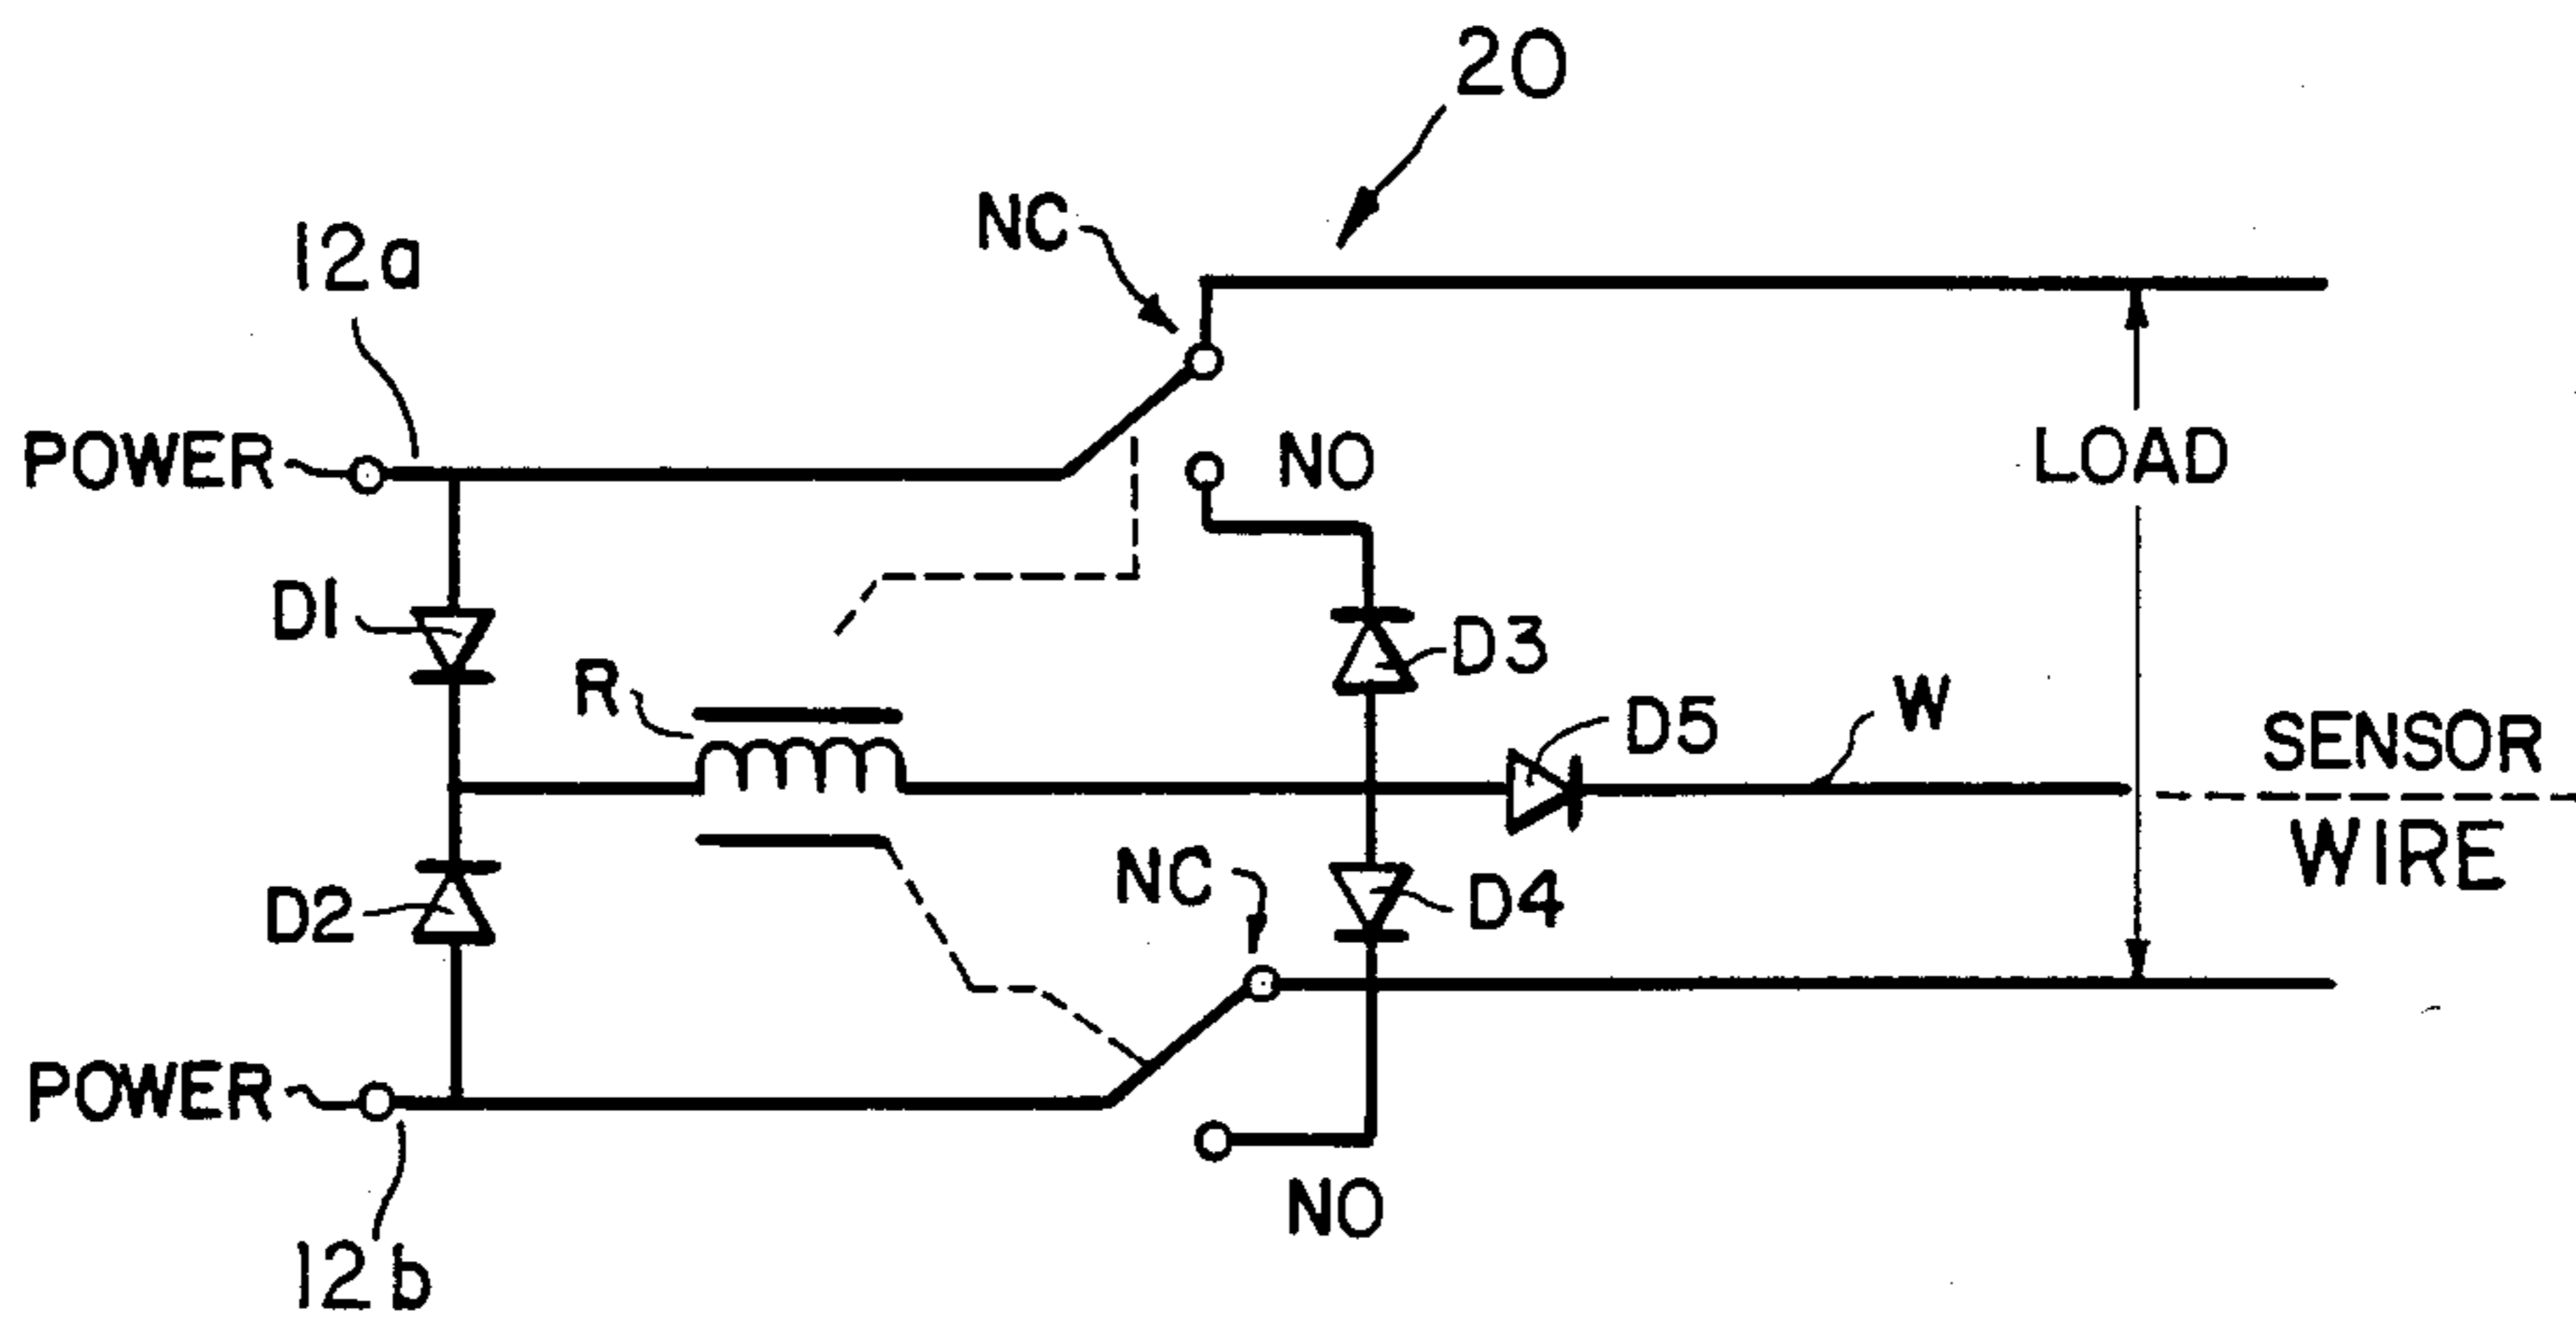 20
NC
12a
POWER
NO
LOAD
D1
D3
R
D5
W
SENSOR
WIRE
D2
NC
D4
POWER
NO
12b